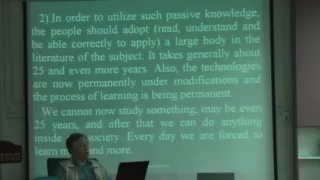 2) In order to utilize such passive knowledge,
the people should adopt (read, understand and
be able correctly to apply) a large body in the
literature of the subject. It takes generally about
25 and even more years. Also, the technologies
are now permanently under modifications and
the process of learning is being permanent.
We cannot now study something, may be even
25 years, and after that we can do anything
inside society. Every day we are forced to
learn and more.